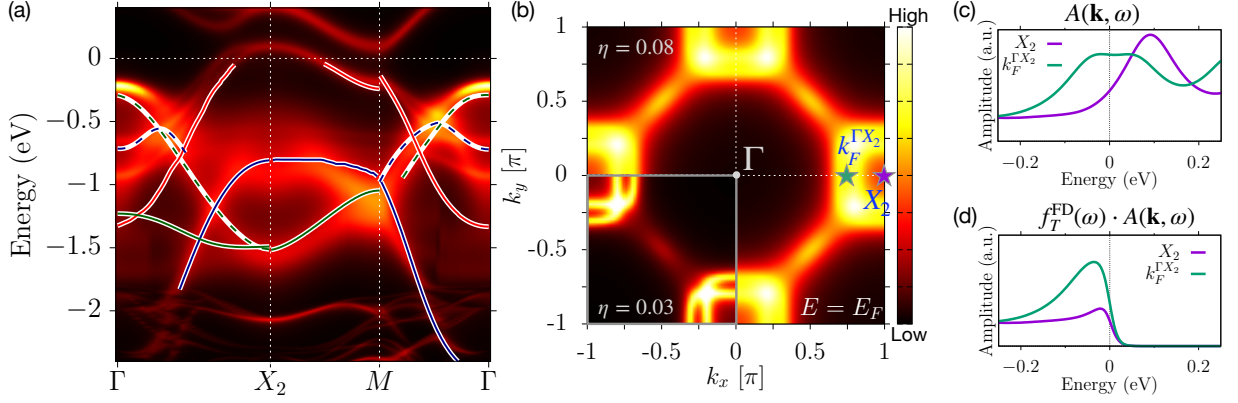 (a)
Energy (eV)
0
−0.5
−1
−1.5
−2
Γ
X₂
M
Γ
(b)
k_y [π]
1
0.5
0
-0.5
-1
-1
-0.5
0
0.5
1
k_x [π]
η = 0.08
η = 0.03
Γ
k_F^{ΓX₂}
X₂
E = E_F
High
Low
(c)
A(k, ω)
Amplitude (a.u.)
X₂
k_F^{ΓX₂}
−0.2
0
0.2
Energy (eV)
(d)
f_T^{FD}(ω) · A(k, ω)
Amplitude (a.u.)
X₂
k_F^{ΓX₂}
−0.2
0
0.2
Energy (eV)